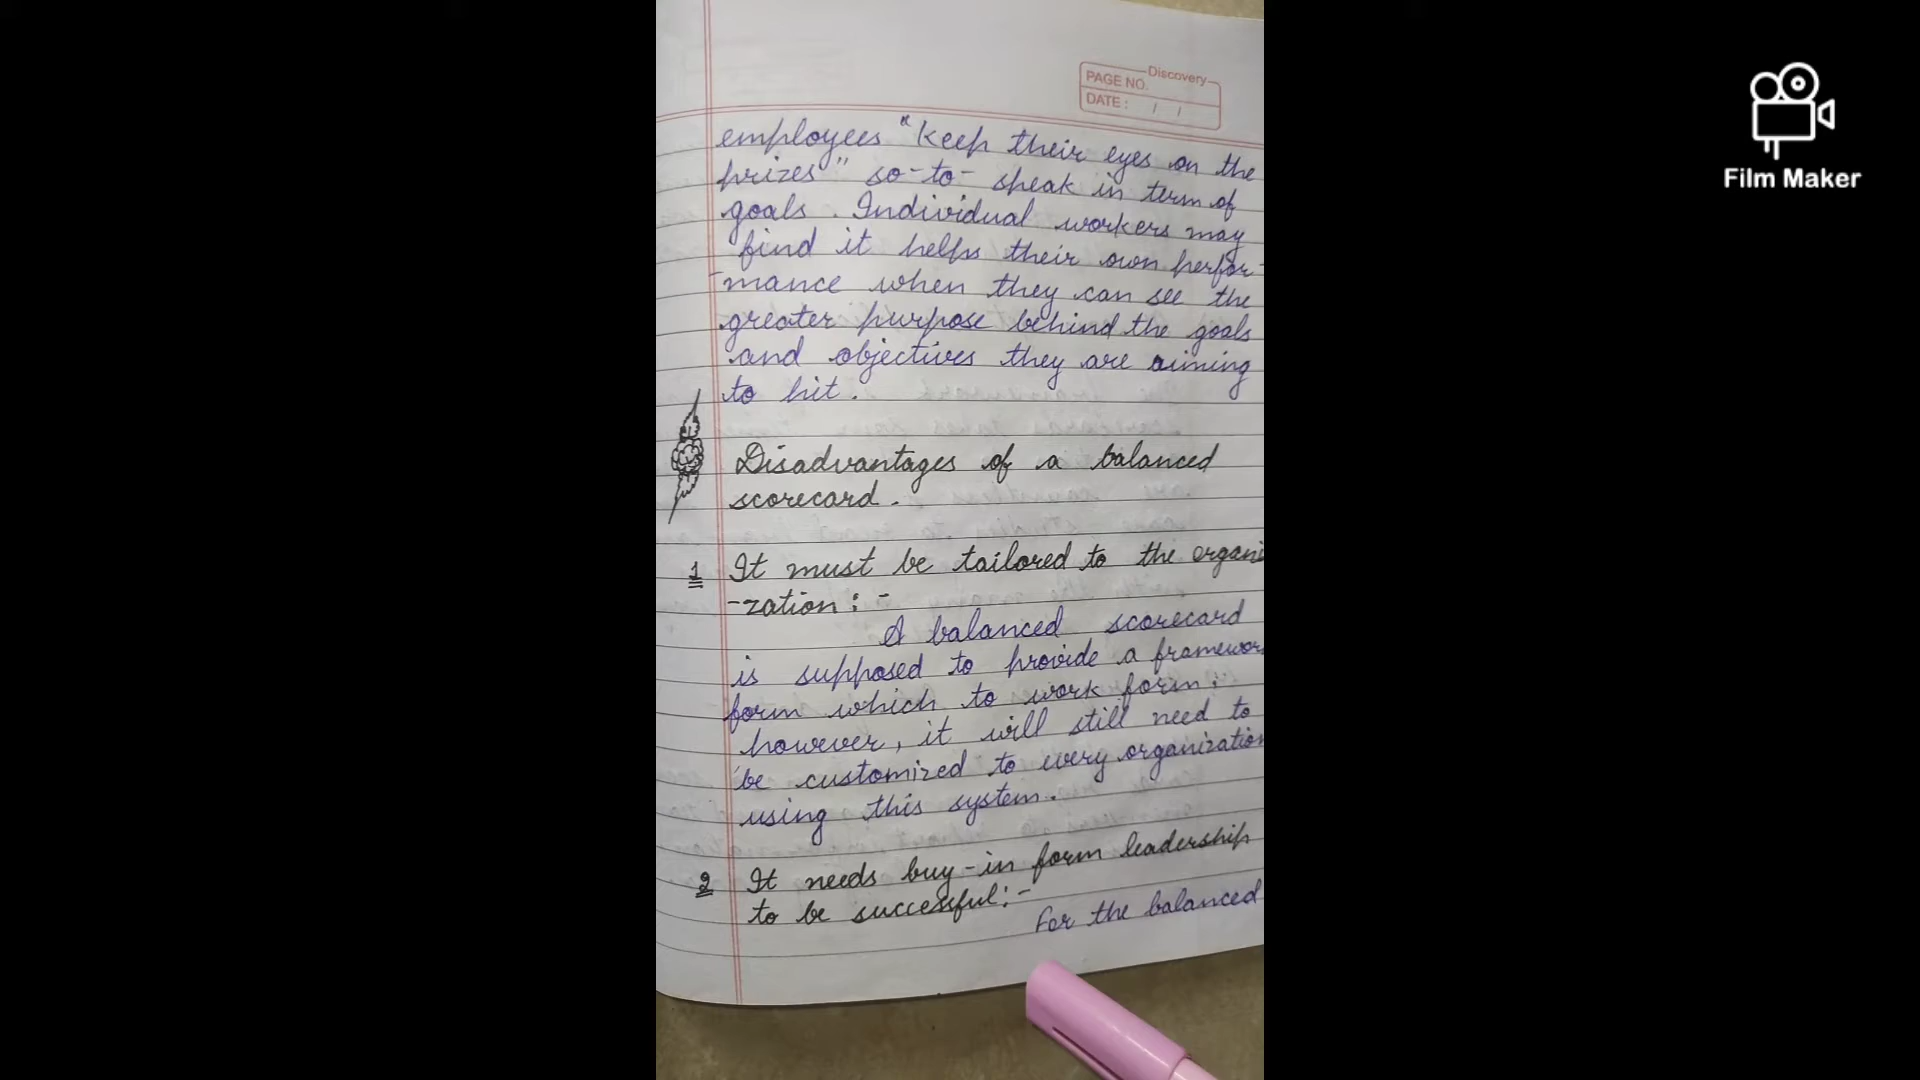 Discovery
PAGE NO.
DATE : / /
employees "keep their eyes on the
prizes" so-to- speak in term of
goals. Individual workers may
find it helps their own perfor-
-mance when they can see the
greater purpose behind the goals
and objectives they are aiming
to hit.
Disadvantages of a balanced
scorecard.
1 It must be tailored to the organi
-zation: -
A balanced scorecard
is supposed to provide a framewor
form which to work form;
however, it will still need to
be customized to every organization
using this system.
2 It needs buy-in form leadership
to be successful:-
For the balanced
Film Maker